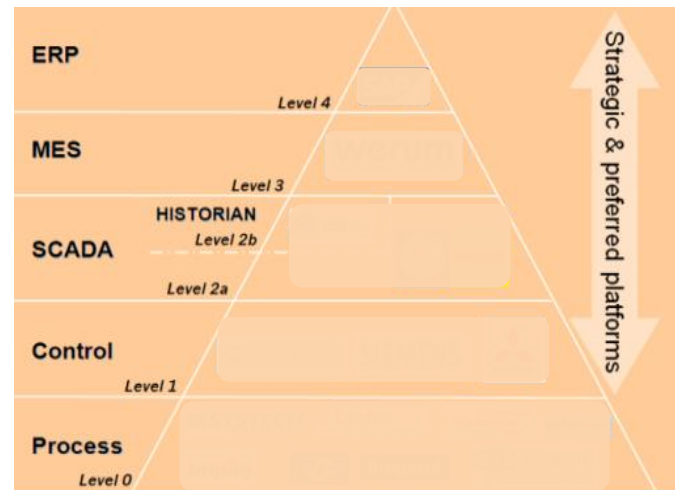 ERP
Level 4
MES
Level 3
HISTORIAN
Level 2b
SCADA
Level 2a
Control
Level 1
Process
Level 0
Strategic & preferred platforms